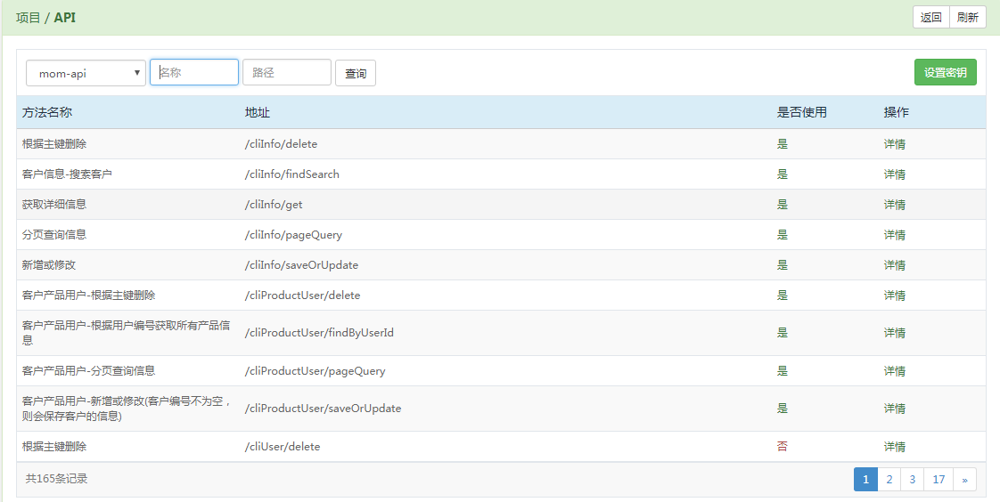 项目 / API
返回 刷新
mom-api 名称 路径 查询 设置密钥
方法名称 地址 是否使用 操作
根据主键删除 /cliInfo/delete 是 详情
客户信息-搜索客户 /cliInfo/findSearch 是 详情
获取详细信息 /cliInfo/get 是 详情
分页查询信息 /cliInfo/pageQuery 是 详情
新增或修改 /cliInfo/saveOrUpdate 是 详情
客户产品用户-根据主键删除 /cliProductUser/delete 是 详情
客户产品用户-根据用户编号获取所有产品信
息
/cliProductUser/findByUserId 是 详情
客户产品用户-分页查询信息 /cliProductUser/pageQuery 是 详情
客户产品用户-新增或修改(客户编号不为空，
则会保存客户的信息)
/cliProductUser/saveOrUpdate 是 详情
根据主键删除 /cliUser/delete 否 详情
共165条记录 1 2 3 17 »